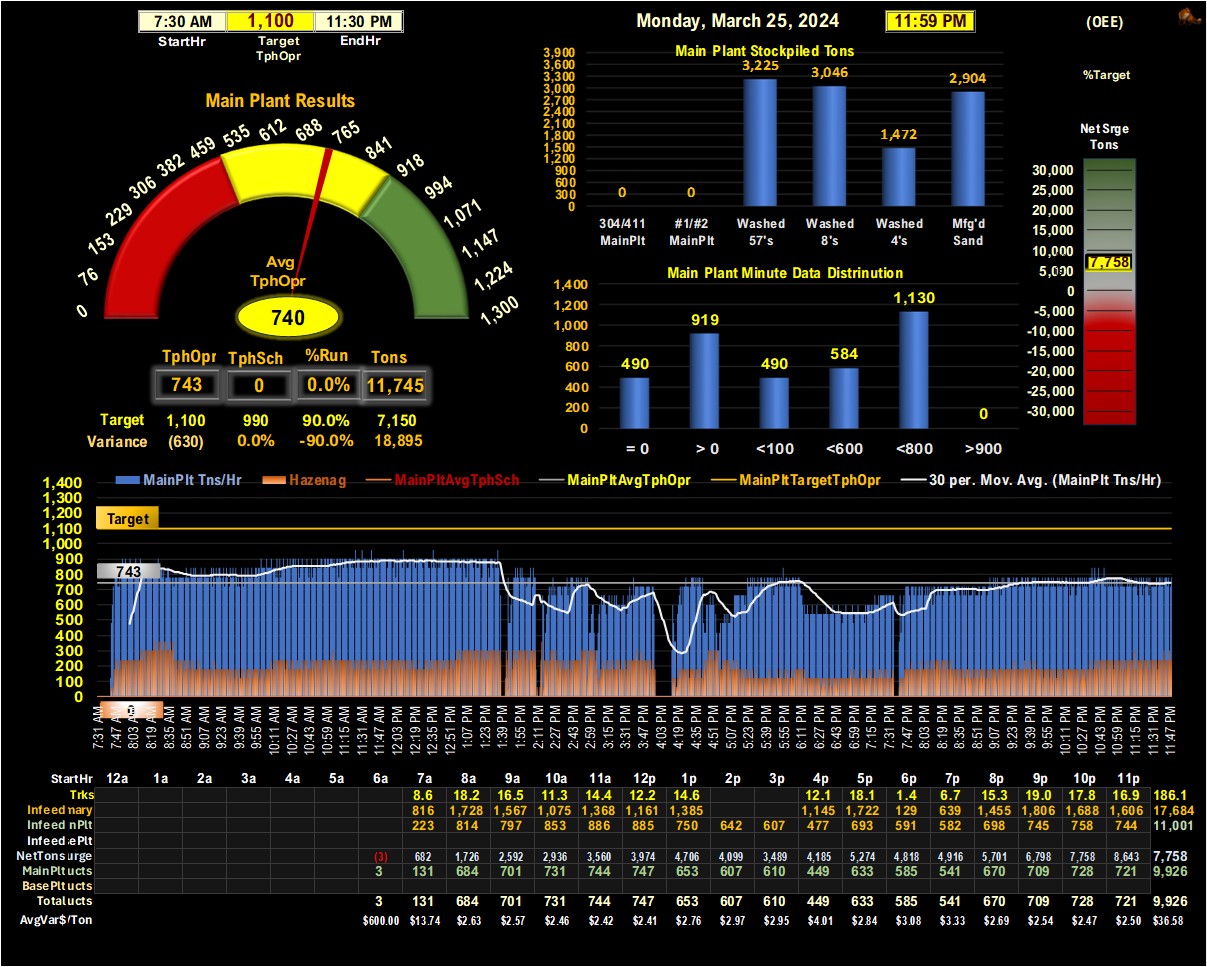 7:30 AM 1,100 11:30 PM
StartHr Target EndHr
TphOpr
Monday, March 25, 2024 11:59 PM (OEE)
%Target
Main Plant Results
0 76 153 229 306 382 459 535 612 688 765 841 918 994 1,071 1,147 1,224 1,300
Avg
TphOpr
740
TphOpr TphSch %Run Tons
743 0 0.0% 11,745
Target 1,100 990 90.0% 7,150
Variance (630) 0.0% -90.0% 18,895
Main Plant Stockpiled Tons
3,900
3,600
3,300
3,000
2,700
2,400
2,100
1,800
1,500
1,200
900
600
300
0
0 0 3,225 3,046 1,472 2,904
304/411 #1/#2 Washed Washed Washed Mfg'd
MainPlt MainPlt 57's 8's 4's Sand
Main Plant Minute Data Distrinution
1,400
1,200
1,000
800
600
400
200
0
490 919 490 584 1,130 0
= 0 > 0 <100 <600 <800 >900
Net Srge
Tons
30,000
25,000
20,000
15,000
10,000
5,000
0
-5,000
-10,000
-15,000
-20,000
-25,000
-30,000
7,758
MainPlt Tns/Hr Hazenag MainPltAvgTphSch MainPltAvgTphOpr MainPltTargetTphOpr 30 per. Mov. Avg. (MainPlt Tns/Hr)
1,400
1,300
1,200
1,100
1,000
900
800
700
600
500
400
300
200
100
0
Target
743
0
7:31 AM 7:47 AM 8:03 AM 8:19 AM 8:35 AM 8:51 AM 9:07 AM 9:23 AM 9:39 AM 9:55 AM 10:11 AM 10:27 AM 10:43 AM 10:59 AM 11:15 AM 11:31 AM 11:47 AM 12:03 PM 12:19 PM 12:35 PM 12:51 PM 1:07 PM 1:23 PM 1:39 PM 1:55 PM 2:11 PM 2:27 PM 2:43 PM 2:59 PM 3:15 PM 3:31 PM 3:47 PM 4:03 PM 4:19 PM 4:35 PM 4:51 PM 5:07 PM 5:23 PM 5:39 PM 5:55 PM 6:11 PM 6:27 PM 6:43 PM 6:59 PM 7:15 PM 7:31 PM 7:47 PM 8:03 PM 8:19 PM 8:35 PM 8:51 PM 9:07 PM 9:23 PM 9:39 PM 9:55 PM 10:11 PM 10:27 PM 10:43 PM 10:59 PM 11:15 PM 11:31 PM 11:47 PM
StartHr 12a 1a 2a 3a 4a 5a 6a 7a 8a 9a 10a 11a 12p 1p 2p 3p 4p 5p 6p 7p 8p 9p 10p 11p
Trks 8.6 18.2 16.5 11.3 14.4 12.2 14.6 12.1 18.1 1.4 6.7 15.3 19.0 17.8 16.9 186.1
Infeed nary 816 1,728 1,567 1,075 1,368 1,161 1,385 1,145 1,722 129 639 1,455 1,806 1,688 1,606 17,684
Infeed nPlt 223 814 797 853 886 885 750 642 607 477 693 591 582 698 745 758 744 11,001
Infeed ePlt
NetTonsurge (3) 682 1,726 2,592 2,936 3,560 3,974 4,706 4,099 3,489 4,185 5,274 4,818 4,916 5,701 6,798 7,758 8,643 7,758
MainPlt ucts 3 131 684 701 731 744 747 653 607 610 449 633 585 541 670 709 728 721 9,926
BasePlt ucts
Total ucts 3 131 684 701 731 744 747 653 607 610 449 633 585 541 670 709 728 721 9,926
AvgVar$/Ton $600.00 $13.74 $2.63 $2.57 $2.46 $2.42 $2.41 $2.76 $2.97 $2.95 $4.01 $2.84 $3.08 $3.33 $2.69 $2.54 $2.47 $2.50 $36.58